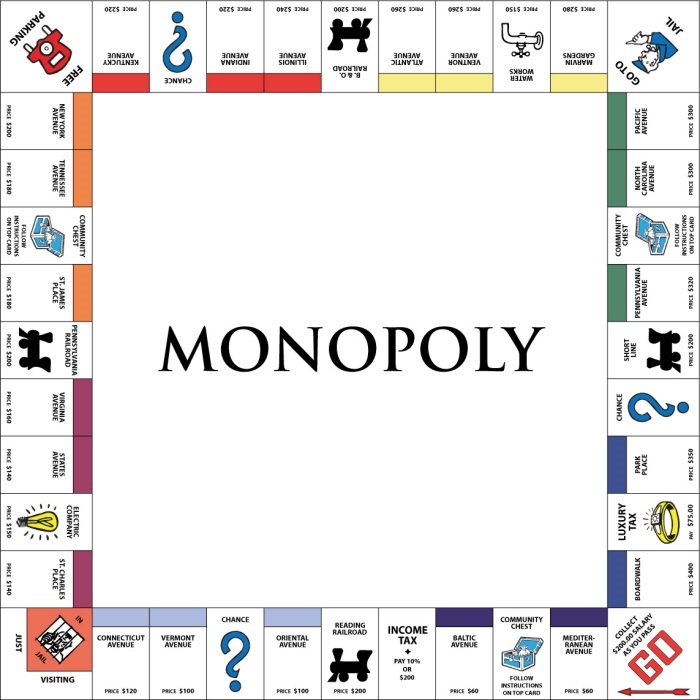 FREE
PARKING
KENTUCKY
AVENUE
PRICE $220
CHANCE
INDIANA
AVENUE
PRICE $220
ILLINOIS
AVENUE
PRICE $240
B. & O.
RAILROAD
PRICE $200
ATLANTIC
AVENUE
PRICE $260
VENTNOR
AVENUE
PRICE $260
WATER
WORKS
PRICE $150
MARVIN
GARDENS
PRICE $280
GO TO
JAIL
NEW YORK
AVENUE
PRICE $200
TENNESSEE
AVENUE
PRICE $180
COMMUNITY
CHEST
FOLLOW
INSTRUCTIONS
ON TOP CARD
ST. JAMES
PLACE
PRICE $180
PENNSYLVANIA
RAILROAD
PRICE $200
VIRGINIA
AVENUE
PRICE $160
STATES
AVENUE
PRICE $140
ELECTRIC
COMPANY
PRICE $150
ST. CHARLES
PLACE
PRICE $140
MONOPOLY
PACIFIC
AVENUE
PRICE $300
NORTH
CAROLINA
AVENUE
PRICE $300
COMMUNITY
CHEST
FOLLOW
INSTRUCTIONS
ON TOP CARD
PENNSYLVANIA
AVENUE
PRICE $320
SHORT
LINE
PRICE $200
CHANCE
PARK
PLACE
PRICE $350
LUXURY
TAX
PAY $75.00
BOARDWALK
PRICE $400
JUST
VISITING
IN
JAIL
CONNECTICUT
AVENUE
PRICE $120
VERMONT
AVENUE
PRICE $100
CHANCE
ORIENTAL
AVENUE
PRICE $100
READING
RAILROAD
PRICE $200
INCOME
TAX
PAY 10%
OR
$200
BALTIC
AVENUE
PRICE $60
COMMUNITY
CHEST
FOLLOW
INSTRUCTIONS
ON TOP CARD
MEDITER-
RANEAN
AVENUE
PRICE $60
COLLECT
$200.00 SALARY
AS YOU PASS
GO